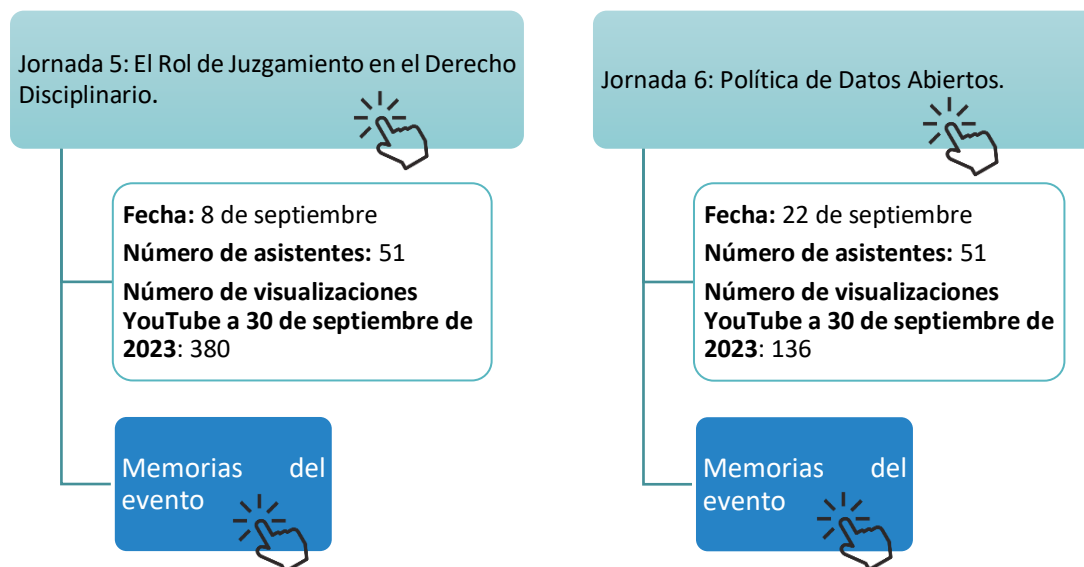 Jornada 5: El Rol de Juzgamiento en el Derecho
Disciplinario.
Fecha: 8 de septiembre
Número de asistentes: 51
Número de visualizaciones
YouTube a 30 de septiembre de
2023: 380
Memorias del
evento
Jornada 6: Política de Datos Abiertos.
Fecha: 22 de septiembre
Número de asistentes: 51
Número de visualizaciones
YouTube a 30 de septiembre de
2023: 136
Memorias del
evento